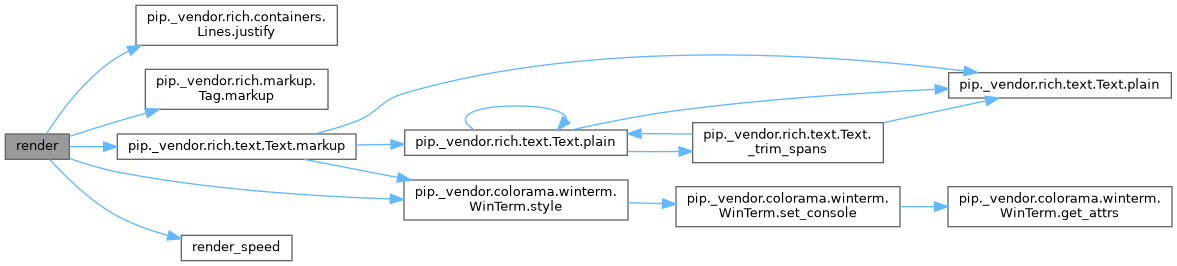 render
pip._vendor.rich.containers.
Lines.justify
pip._vendor.rich.markup.
Tag.markup
pip._vendor.rich.text.Text.markup
render_speed
pip._vendor.rich.text.Text.plain
pip._vendor.colorama.winterm.
WinTerm.style
pip._vendor.rich.text.Text.
_trim_spans
pip._vendor.colorama.winterm.
WinTerm.set_console
pip._vendor.rich.text.Text.plain
pip._vendor.colorama.winterm.
WinTerm.get_attrs